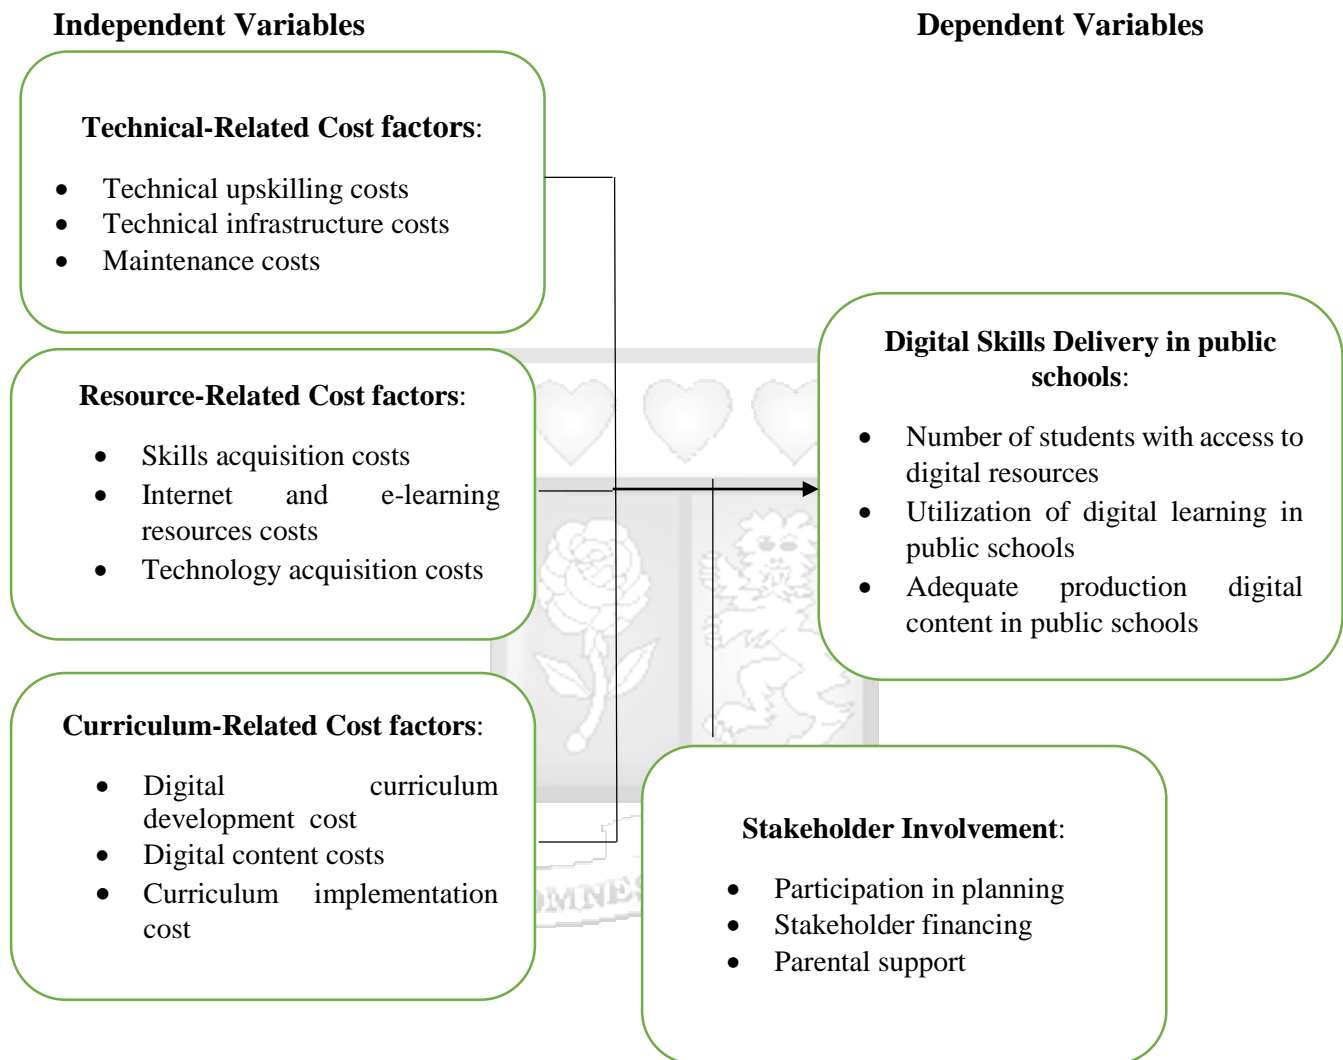 Independent Variables
Dependent Variables
Technical-Related Cost factors:
• Technical upskilling costs
• Technical infrastructure costs
• Maintenance costs
Resource-Related Cost factors:
• Skills acquisition costs
• Internet and e-learning
resources costs
• Technology acquisition costs
Curriculum-Related Cost factors:
• Digital curriculum
development cost
• Digital content costs
• Curriculum implementation
cost
Digital Skills Delivery in public
schools:
• Number of students with access to
digital resources
• Utilization of digital learning in
public schools
• Adequate production digital
content in public schools
Stakeholder Involvement:
• Participation in planning
• Stakeholder financing
• Parental support
OMNES